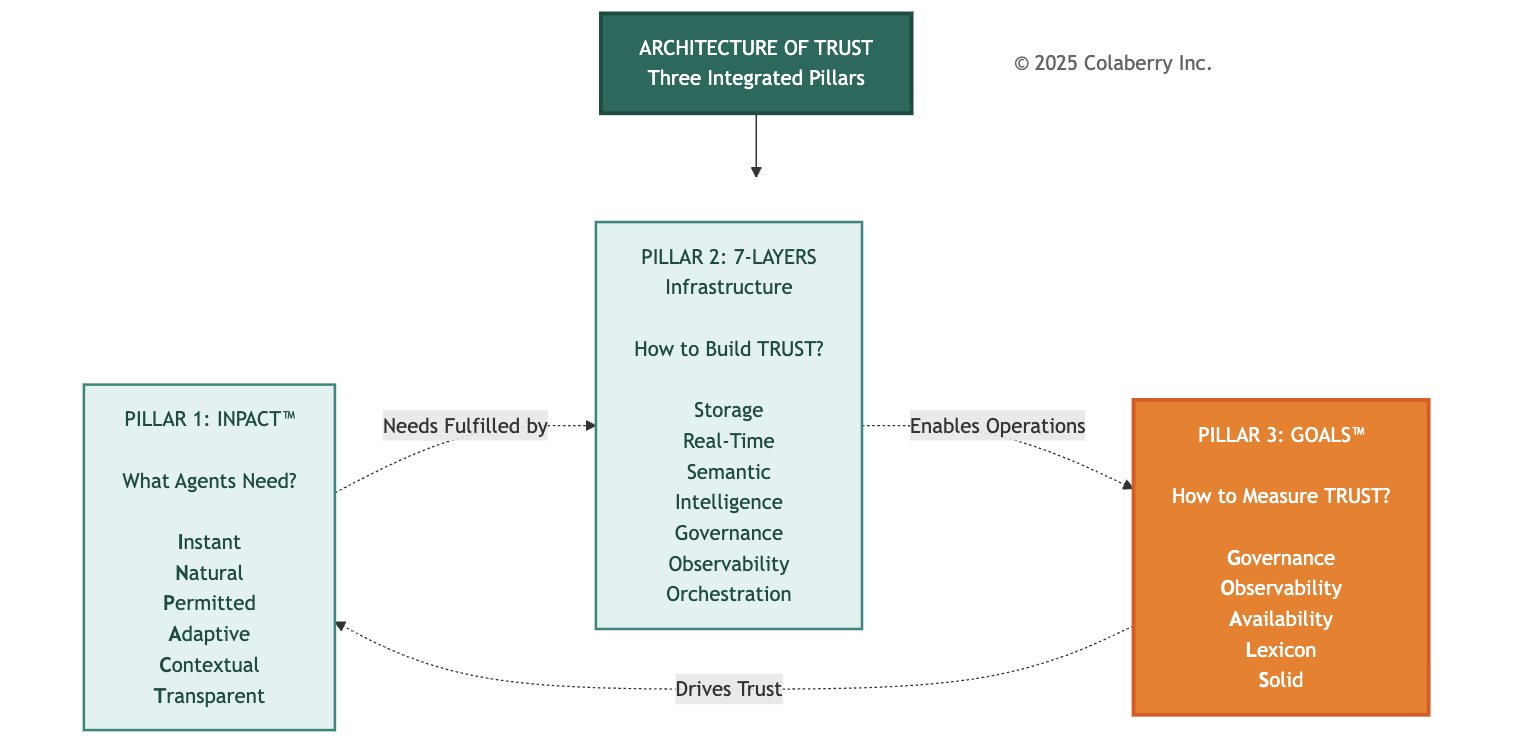 ARCHITECTURE OF TRUST
Three Integrated Pillars
© 2025 Colaberry Inc.
PILLAR 1: INPACT™
What Agents Need?
Instant
Natural
Permitted
Adaptive
Contextual
Transparent
Needs Fulfilled by
PILLAR 2: 7-LAYERS
Infrastructure
How to Build TRUST?
Storage
Real-Time
Semantic
Intelligence
Governance
Observability
Orchestration
Enables Operations
PILLAR 3: GOALS™
How to Measure TRUST?
Governance
Observability
Availability
Lexicon
Solid
Drives Trust